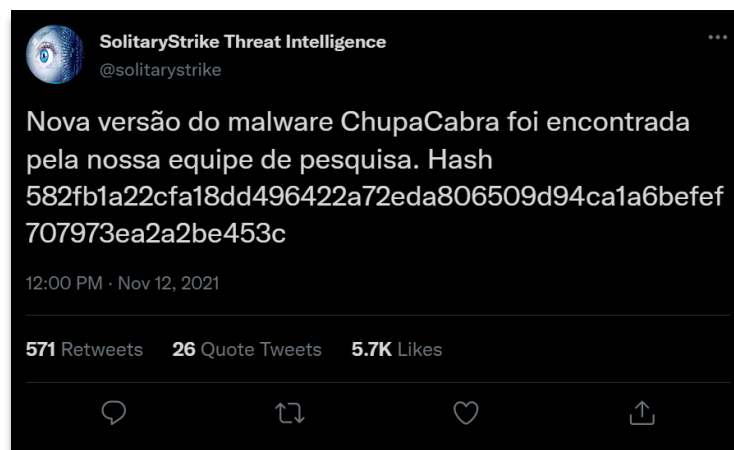 SolitaryStrike Threat Intelligence
@solitarystrike
Nova versão do malware ChupaCabra foi encontrada
pela nossa equipe de pesquisa. Hash
582fb1a22cfa18dd496422a72eda806509d94ca1a6befef
707973ea2a2be453c
12:00 PM · Nov 12, 2021
571 Retweets 26 Quote Tweets 5.7K Likes